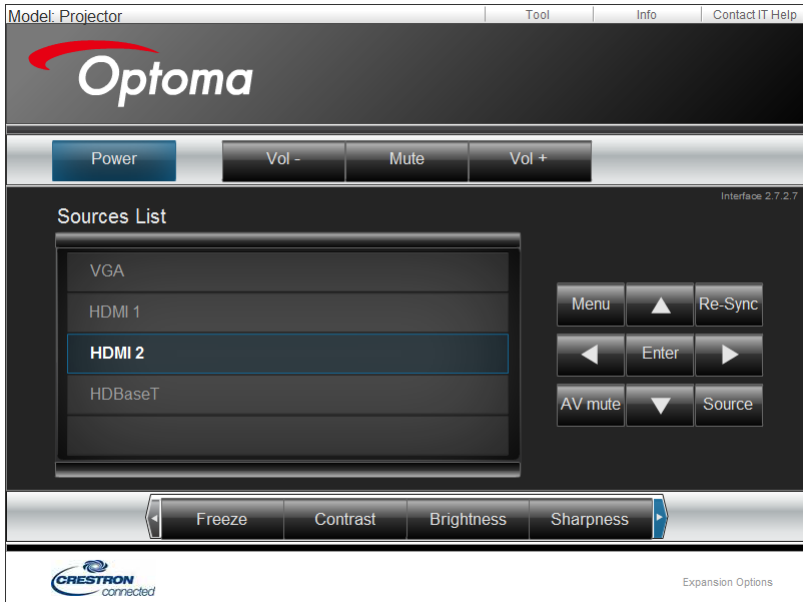 Model: Projector Tool Info Contact IT Help
Optoma
Power Vol - Mute Vol +
Interface 2.7.2.7
Sources List
VGA
HDMI 1
HDMI 2
HDBaseT
Menu Re-Sync
Enter
AV mute Source
Freeze Contrast Brightness Sharpness
CRESTRON
connected
Expansion Options